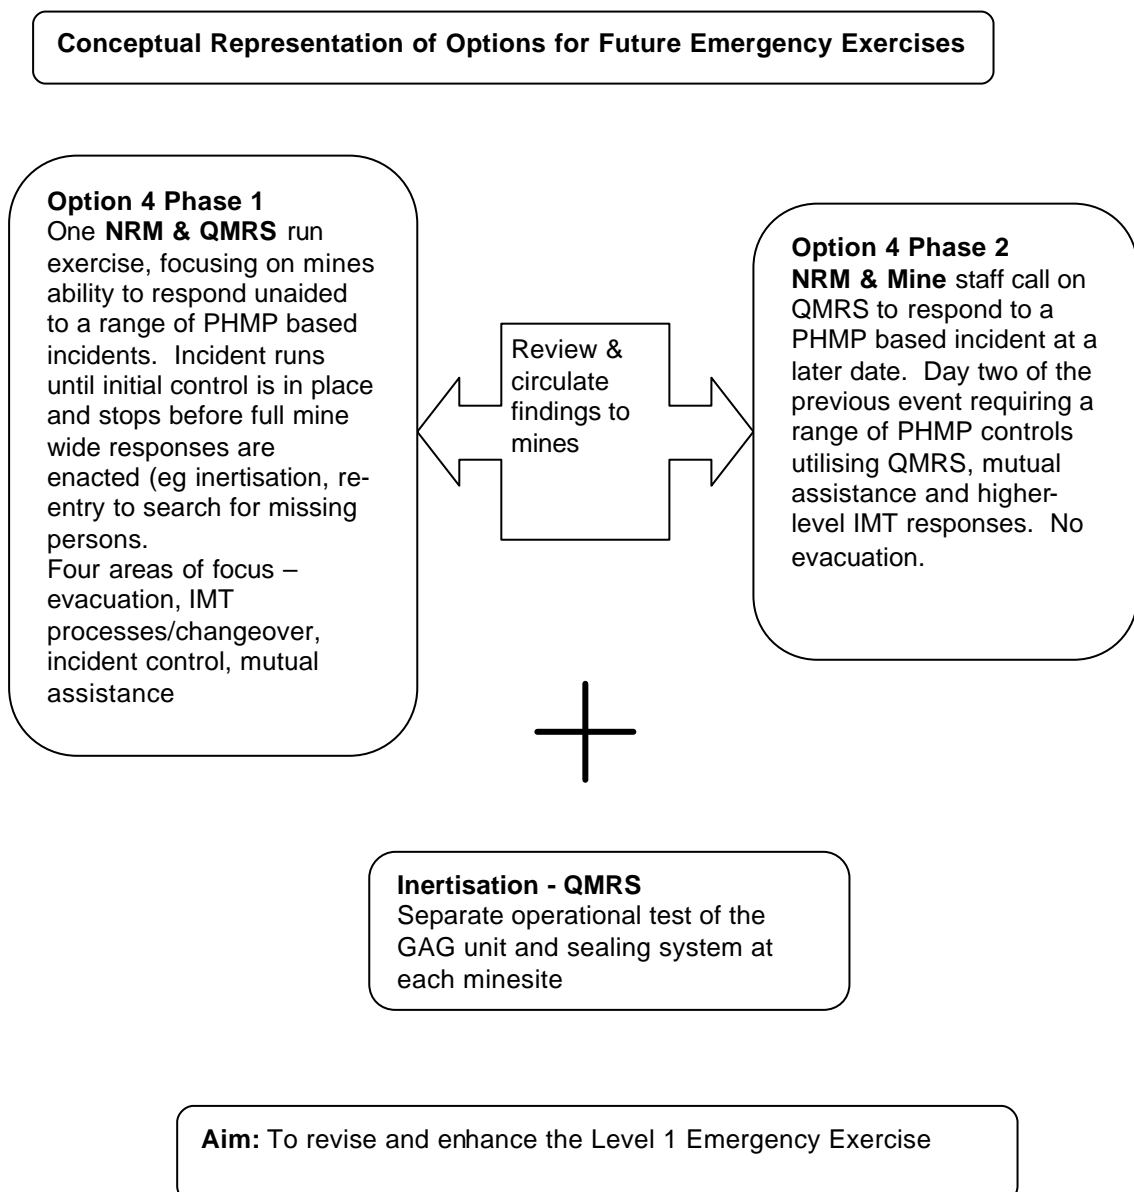 Conceptual Representation of Options for Future Emergency Exercises
Option 4 Phase 1
One NRM & QMRS run
exercise, focusing on mines
ability to respond unaided
to a range of PHMP based
incidents. Incident runs
until initial control is in place
and stops before full mine
wide responses are
enacted (eg inertisation, re-
entry to search for missing
persons.
Four areas of focus –
evacuation, IMT
processes/changeover,
incident control, mutual
assistance
Review &
circulate
findings to
mines
Option 4 Phase 2
NRM & Mine staff call on
QMRS to respond to a
PHMP based incident at a
later date. Day two of the
previous event requiring a
range of PHMP controls
utilising QMRS, mutual
assistance and higher-
level IMT responses. No
evacuation.
Inertisation - QMRS
Separate operational test of the
GAG unit and sealing system at
each minesite
Aim: To revise and enhance the Level 1 Emergency Exercise